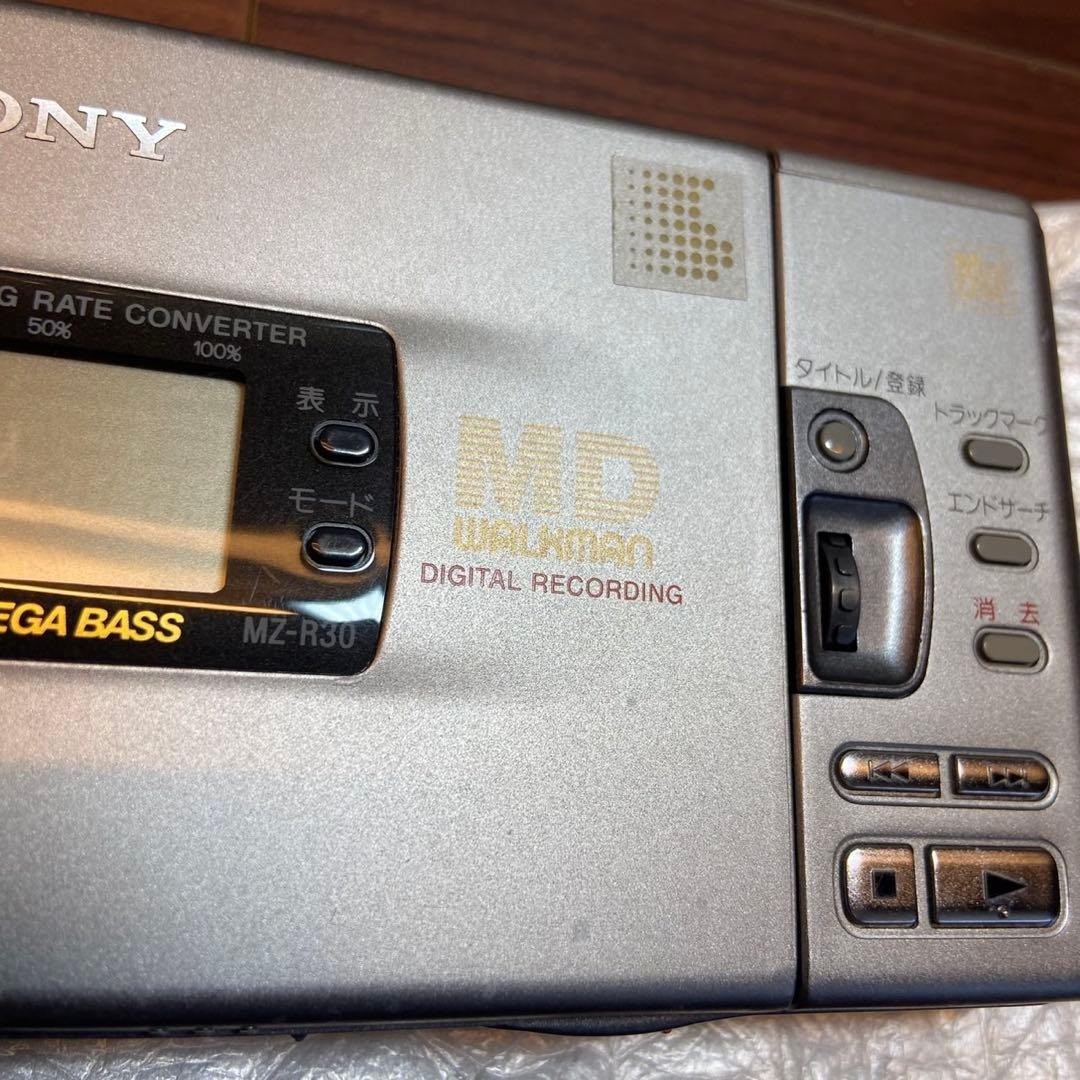 ONY
G RATE CONVERTER
50%
100%
表 示
モード
EGA BASS
MZ-R30
MD
WALKMAN
DIGITAL RECORDING
タイトル/登録
トラックマーク
エンドサーチ
消 去